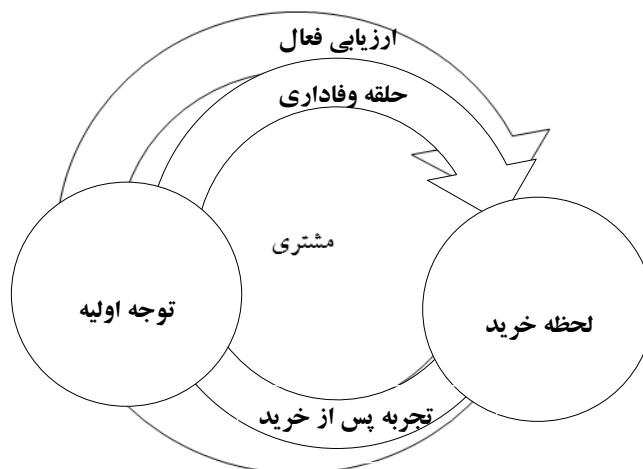 ارزیابی فعال
حلقه وفاداری
مشتری
لحظه خرید
توجه اولیه
تجربه پس از خرید